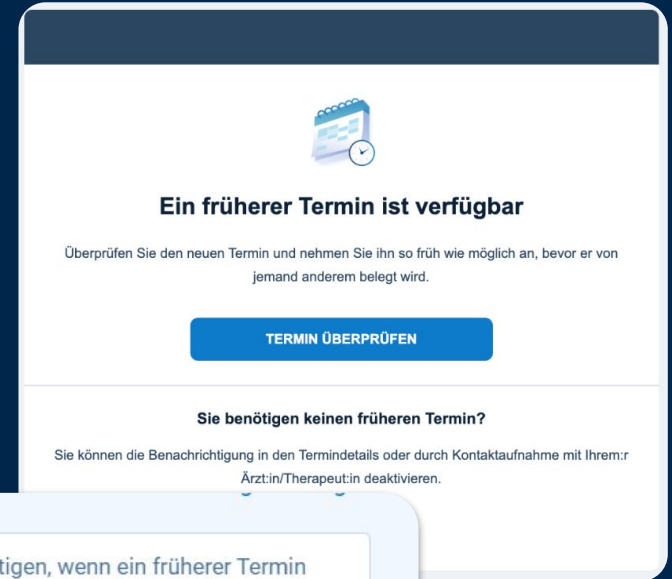 Ein früherer Termin ist verfügbar
Überprüfen Sie den neuen Termin und nehmen Sie ihn so früh wie möglich an, bevor er von
jemand anderem belegt wird.
TERMIN ÜBERPRÜFEN
Sie benötigen keinen früheren Termin?
Sie können die Benachrichtigung in den Termindetails oder durch Kontaktaufnahme mit Ihrem:r
Ärzt:in/Therapeut:in deaktivieren.
tigen, wenn ein früherer Termin